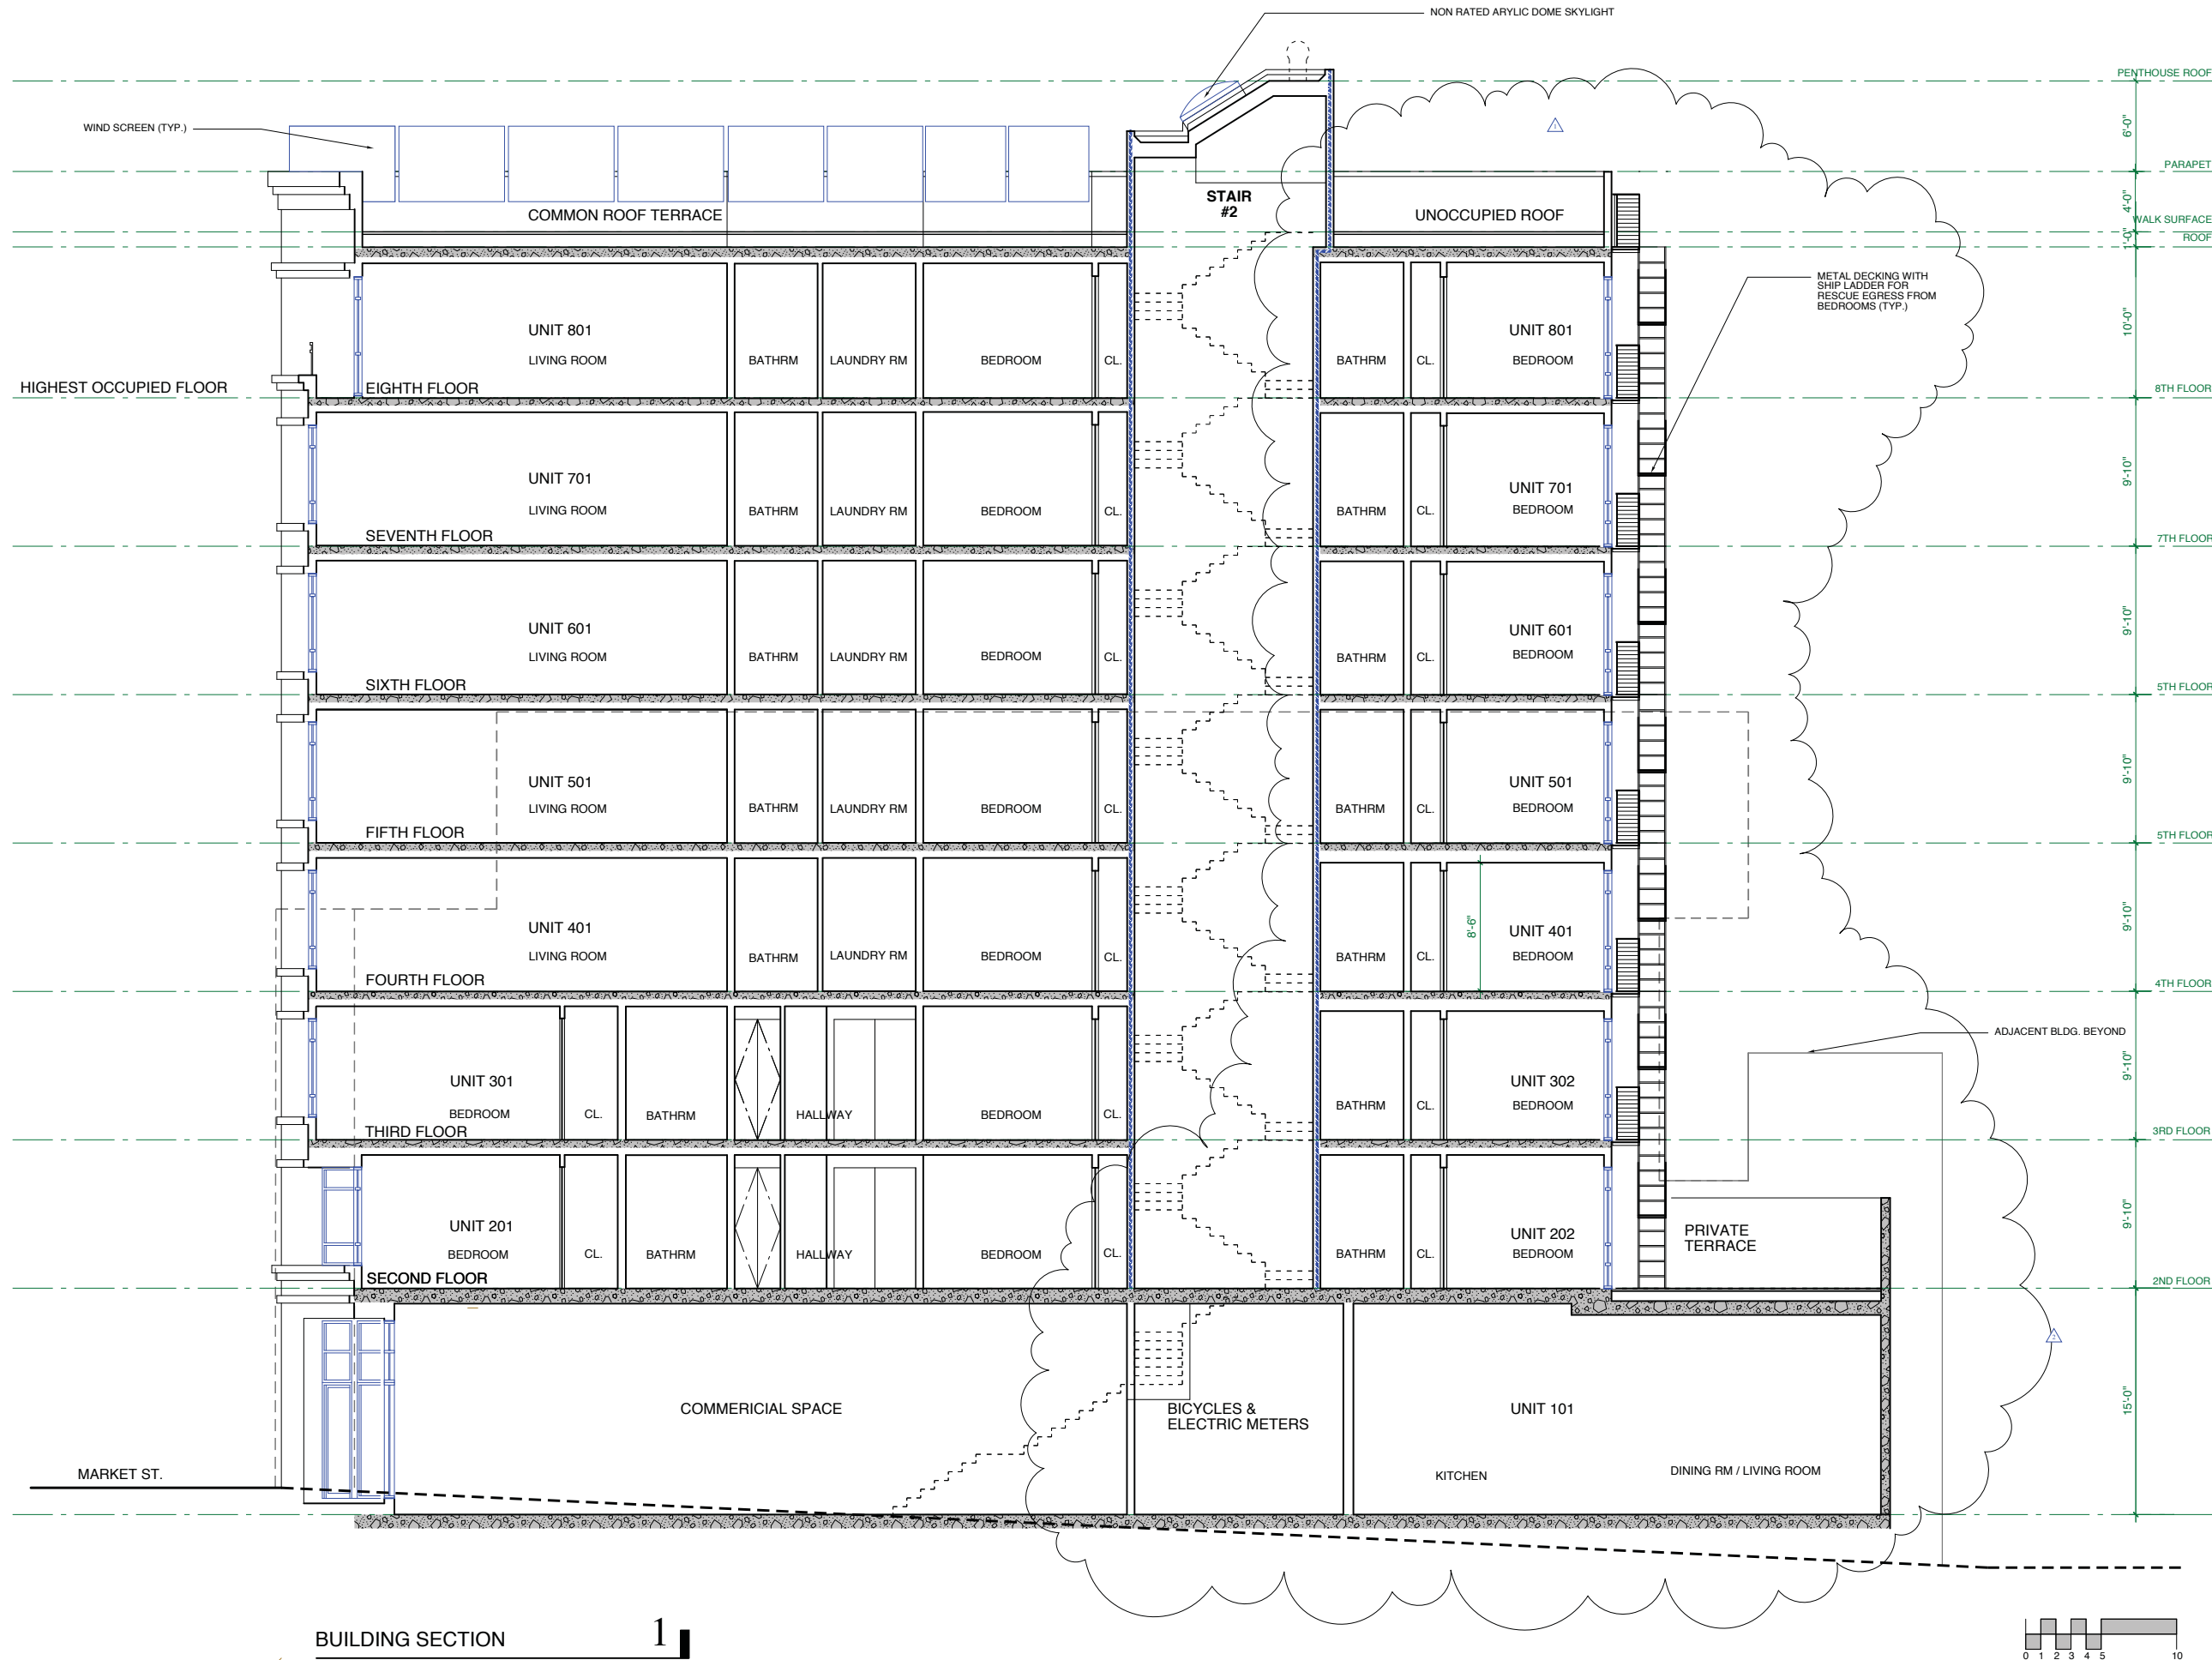 NON RATED ARYLIC DOME SKYLIGHT
PENTHOUSE ROOF
WIND SCREEN (TYP.)
6'-0"
PARAPET
STAIR
#2
COMMON ROOF TERRACE
UNOCCUPIED ROOF
4'-0"
WALK SURFACE
1'-0"
ROOF
METAL DECKING WITH
SHIP LADDER FOR
RESCUE EGRESS FROM
BEDROOMS (TYP.)
10'-0"
UNIT 801
UNIT 801
LIVING ROOM
BATHRM
LAUNDRY RM
BEDROOM
CL.
BATHRM
CL.
BEDROOM
HIGHEST OCCUPIED FLOOR
EIGHTH FLOOR
8TH FLOOR
9'-10"
UNIT 701
UNIT 701
LIVING ROOM
BATHRM
LAUNDRY RM
BEDROOM
CL.
BATHRM
CL.
BEDROOM
SEVENTH FLOOR
7TH FLOOR
9'-10"
UNIT 601
UNIT 601
LIVING ROOM
BATHRM
LAUNDRY RM
BEDROOM
CL.
BATHRM
CL.
BEDROOM
SIXTH FLOOR
5TH FLOOR
9'-10"
UNIT 501
UNIT 501
LIVING ROOM
BATHRM
LAUNDRY RM
BEDROOM
CL.
BATHRM
CL.
BEDROOM
FIFTH FLOOR
5TH FLOOR
9'-10"
8'-6"
UNIT 401
UNIT 401
LIVING ROOM
BATHRM
LAUNDRY RM
BEDROOM
CL.
BATHRM
CL.
BEDROOM
FOURTH FLOOR
4TH FLOOR
ADJACENT BLDG. BEYOND
9'-10"
UNIT 301
UNIT 302
BEDROOM
CL.
BATHRM
HALLWAY
BEDROOM
CL.
BATHRM
CL.
BEDROOM
THIRD FLOOR
3RD FLOOR
9'-10"
UNIT 201
UNIT 202
PRIVATE
TERRACE
BEDROOM
CL.
BATHRM
HALLWAY
BEDROOM
CL.
BATHRM
CL.
BEDROOM
SECOND FLOOR
2ND FLOOR
15'-0"
COMMERICIAL SPACE
BICYCLES &
ELECTRIC METERS
UNIT 101
MARKET ST.
KITCHEN
DINING RM / LIVING ROOM
BUILDING SECTION
1
0 1 2 3 4 5 10